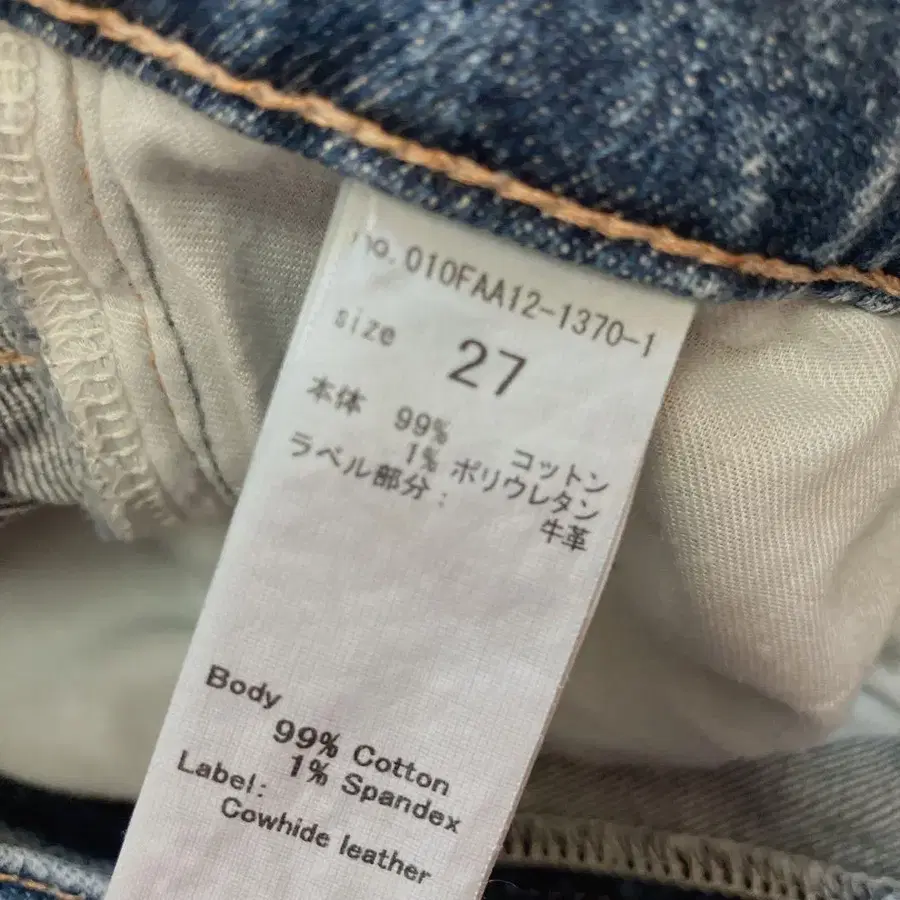 no.010FAA12-1370-1
size 27
本体 99% コットン
1% ポリウレタン
ラベル部分: 牛革
Body
99% Cotton
1% Spandex
Label:
Cowhide leather